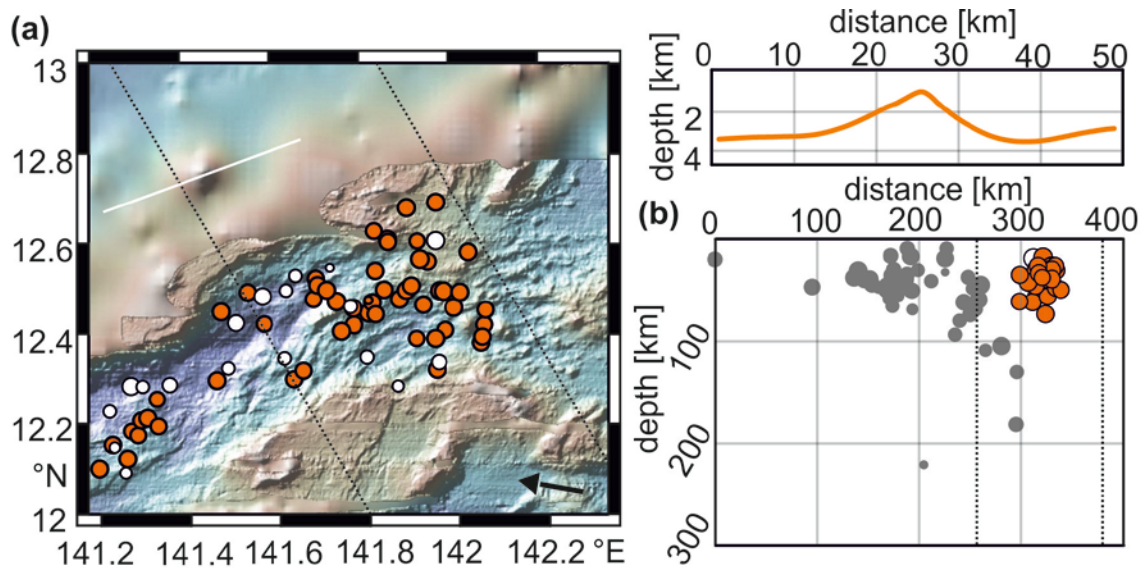 (a)
13
12.8
12.6
12.4
12.2
°N
12
141.2 141.4 141.6 141.8 142 142.2 °E
distance [km]
0 10 20 30 40 50
depth [km]
2
4
distance [km]
(b)
0 100 200 300 400
depth [km]
100
200
300